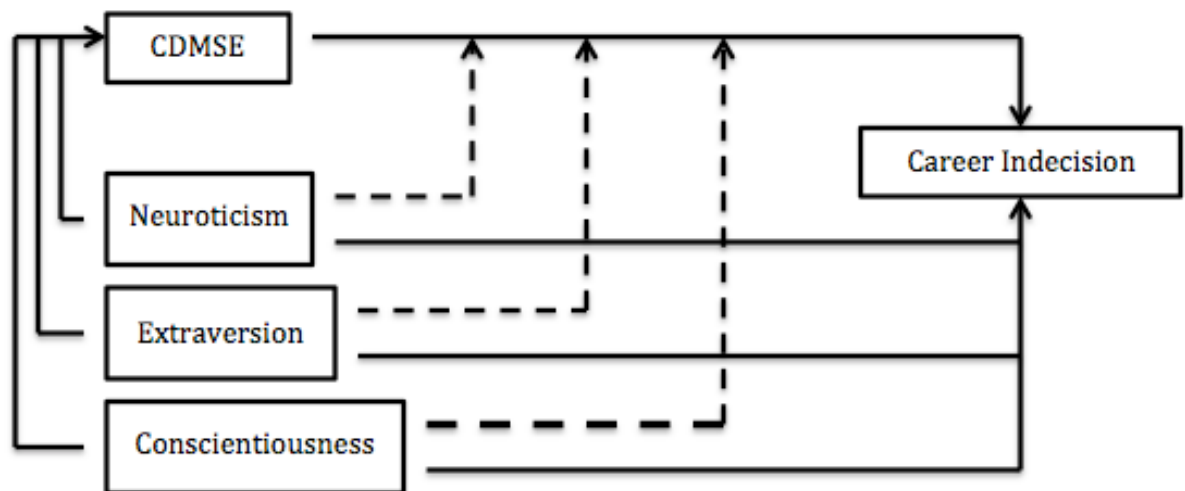 CDMSE
Career Indecision
Neuroticism
Extraversion
Conscientiousness